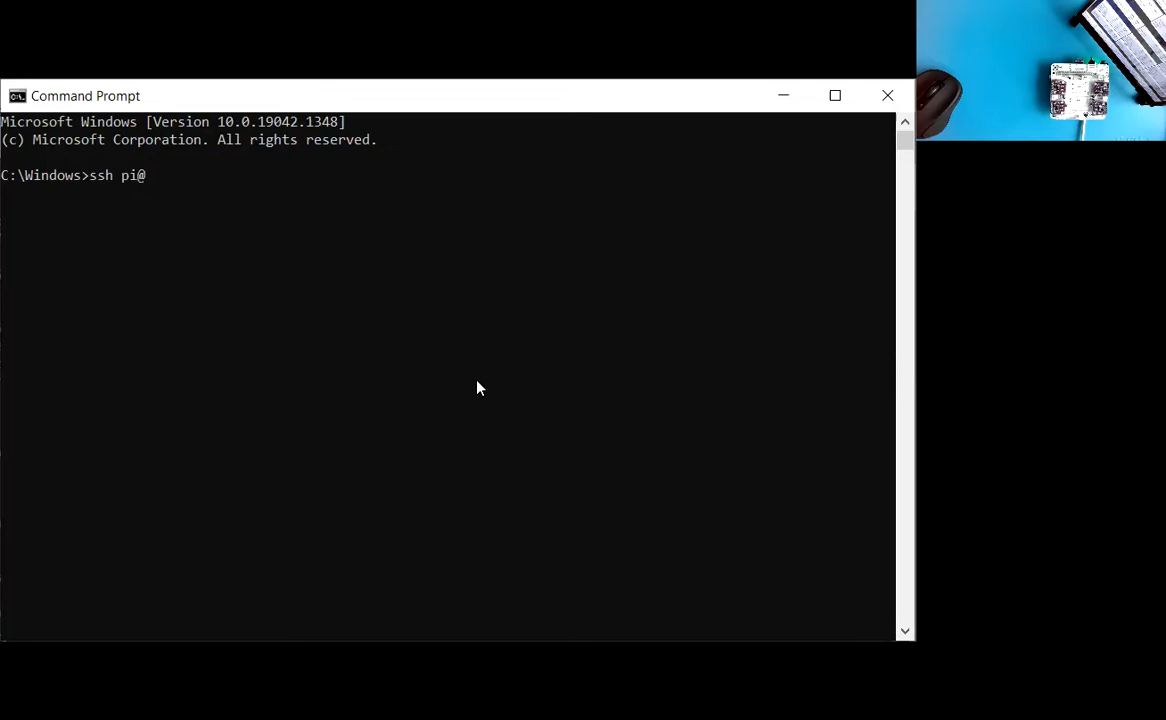 Command Prompt
Microsoft Windows [Version 10.0.19042.1348]
(c) Microsoft Corporation. All rights reserved.
C:\Windows>ssh pi@